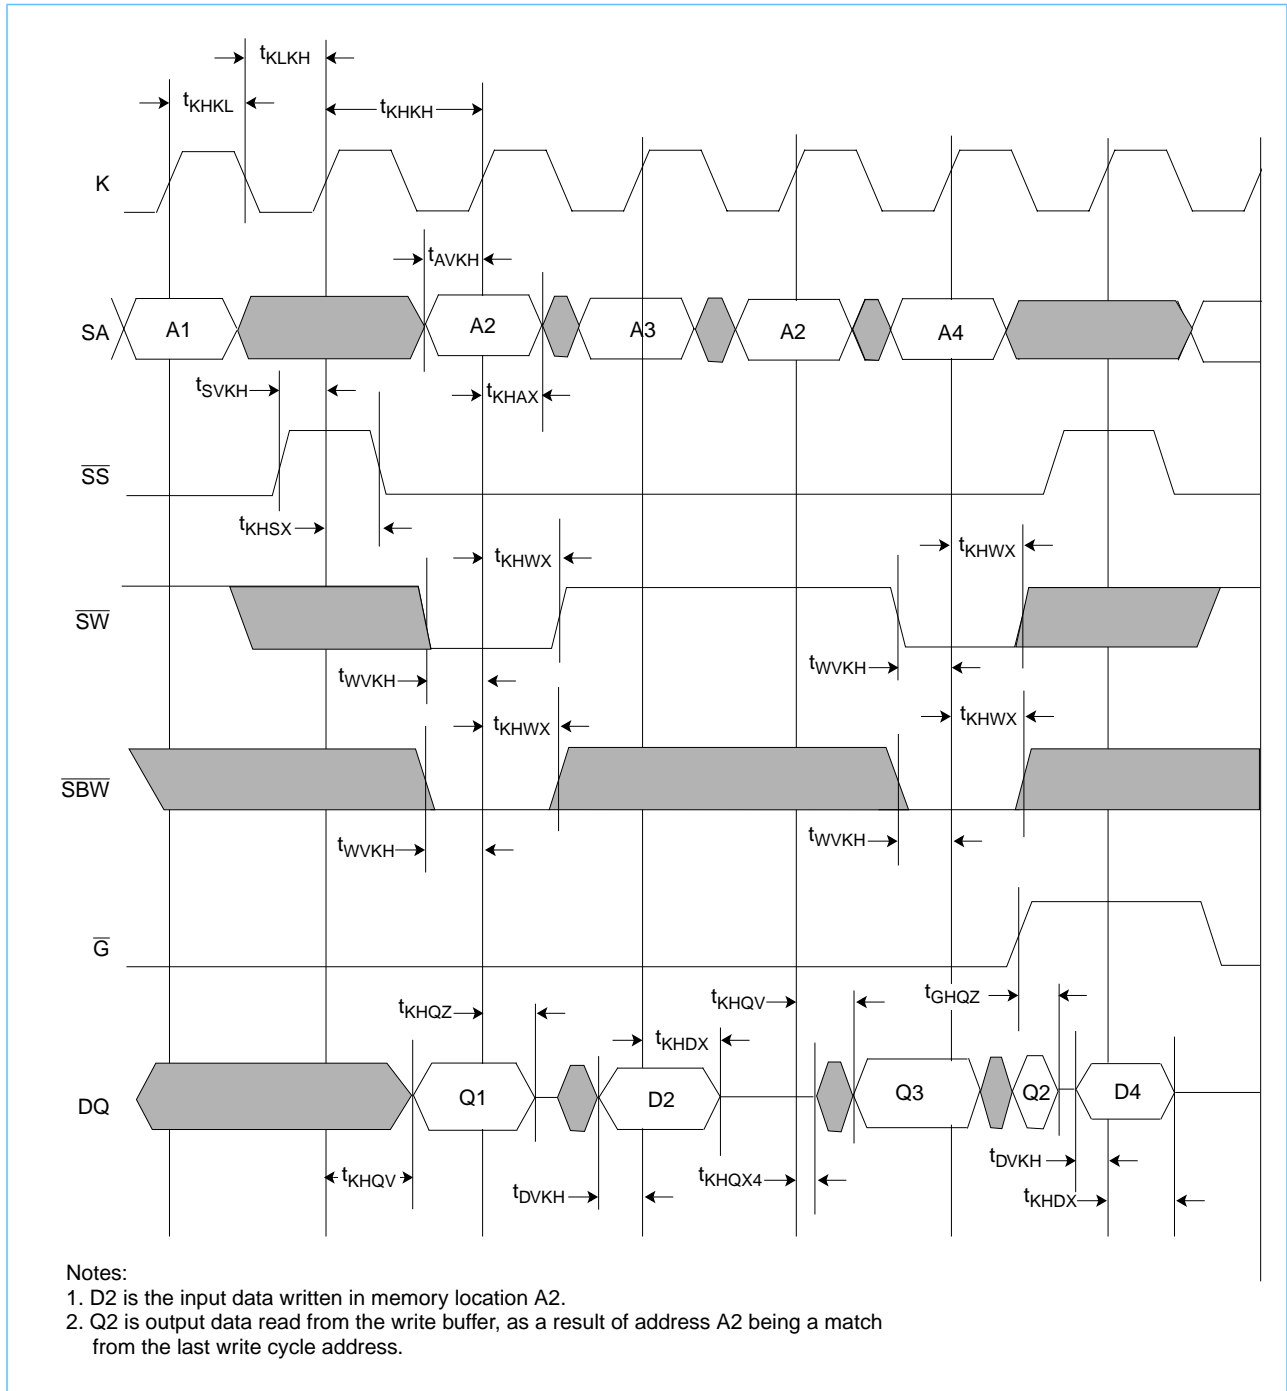 tKLKH
tKHKL
tKHKH
K
tAVKH
SA
A1
A2
A3
A2
A4
tSVKH
tKHAX
SS
tKHSX
tKHWX
tKHWX
SW
tWVKH
tWVKH
tKHWX
tKHWX
SBW
tWVKH
tWVKH
G
tKHQZ
tKHQV
tGHQZ
tKHDX
DQ
Q1
D2
Q3
Q2
D4
tKHQV
tDVKH
tKHQX4
tDVKH
tKHDX
Notes:
1. D2 is the input data written in memory location A2.
2. Q2 is output data read from the write buffer, as a result of address A2 being a match
from the last write cycle address.